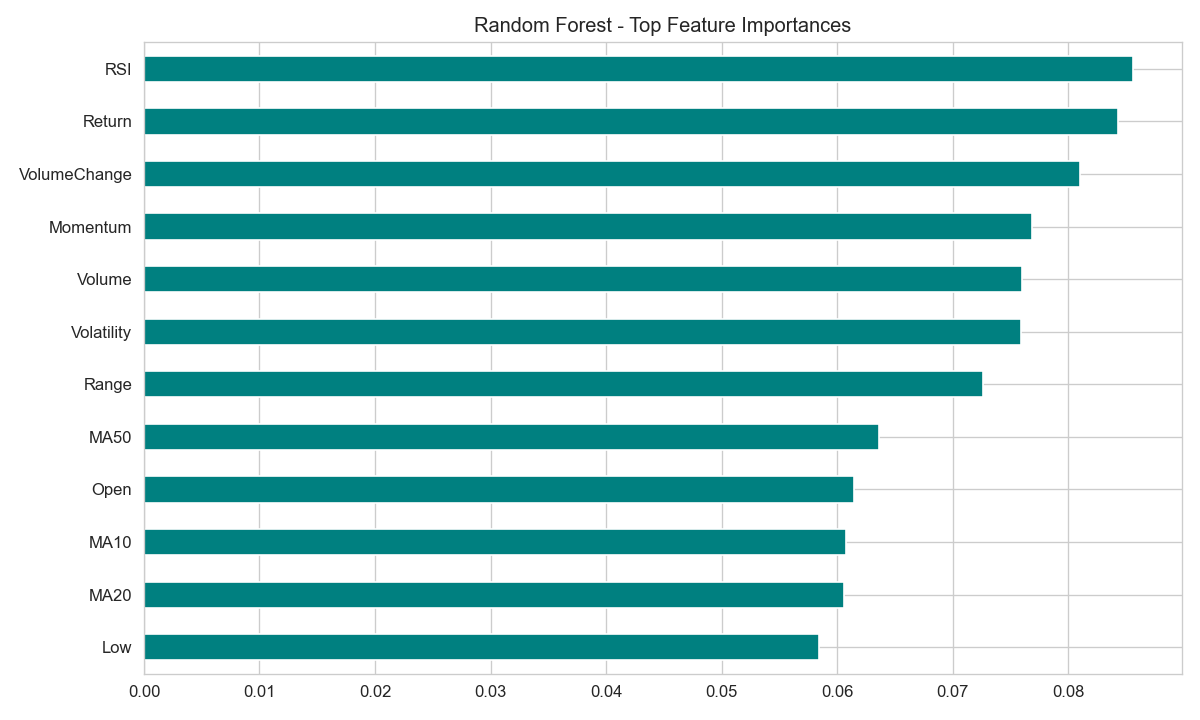 Random Forest - Top Feature Importances
RSI
Return
VolumeChange
Momentum
Volume
Volatility
Range
MA50
Open
MA10
MA20
Low
0.00 0.01 0.02 0.03 0.04 0.05 0.06 0.07 0.08